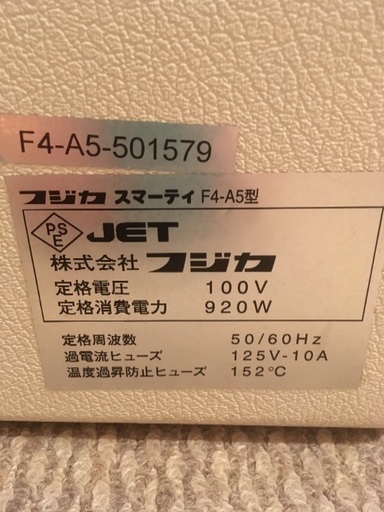 F4-A5-501579
フジカ スマーティ F4-A5型
PS
E
JET
株式会社 フジカ
定格電圧 100V
定格消費電力 920W
定格周波数 50/60Hz
過電流ヒューズ 125V-10A
温度過昇防止ヒューズ 152℃